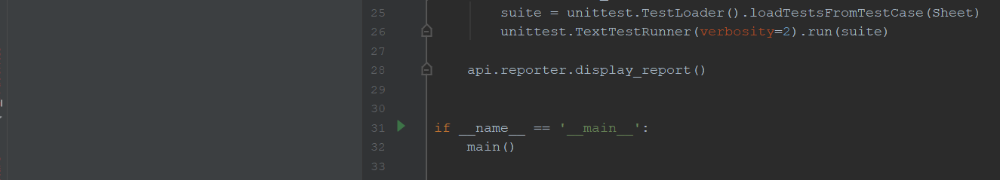 25 suite = unittest.TestLoader().loadTestsFromTestCase(Sheet)
26 unittest.TextTestRunner(verbosity=2).run(suite)
27
28 api.reporter.display_report()
29
30
31 if __name__ == '__main__':
32 main()
33